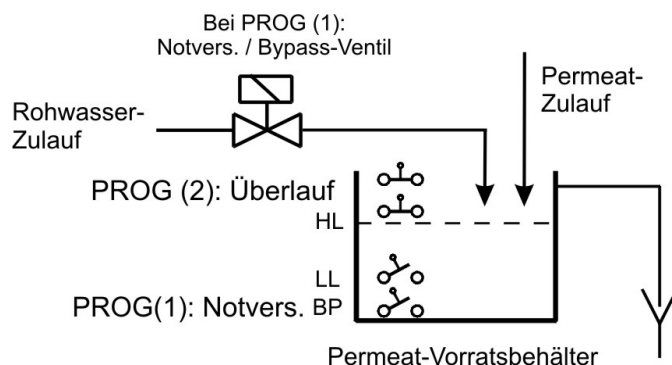 Bei PROG (1):
Notvers. / Bypass-Ventil
Rohwasser-
Zulauf
Permeat-
Zulauf
PROG (2): Überlauf
HL
LL
PROG(1): Notvers. BP
Permeat-Vorratsbehälter